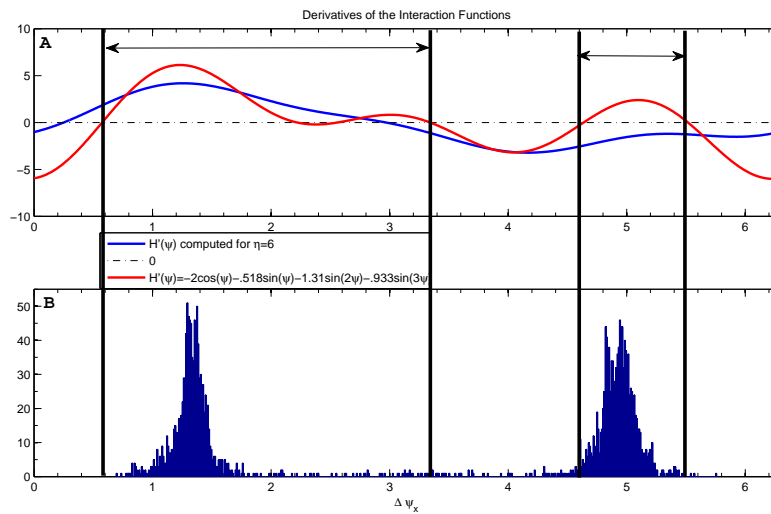 Derivatives of the Interaction Functions
A
10
5
0
−5
−10
0 1 2 3 4 5 6
H'(ψ) computed for η=6
0
H'(ψ)=−2cos(ψ)−.518sin(ψ)−1.31sin(2ψ)−.933sin(3ψ
B
50
40
30
20
10
0
0 1 2 3 4 5 6
Δ ψx